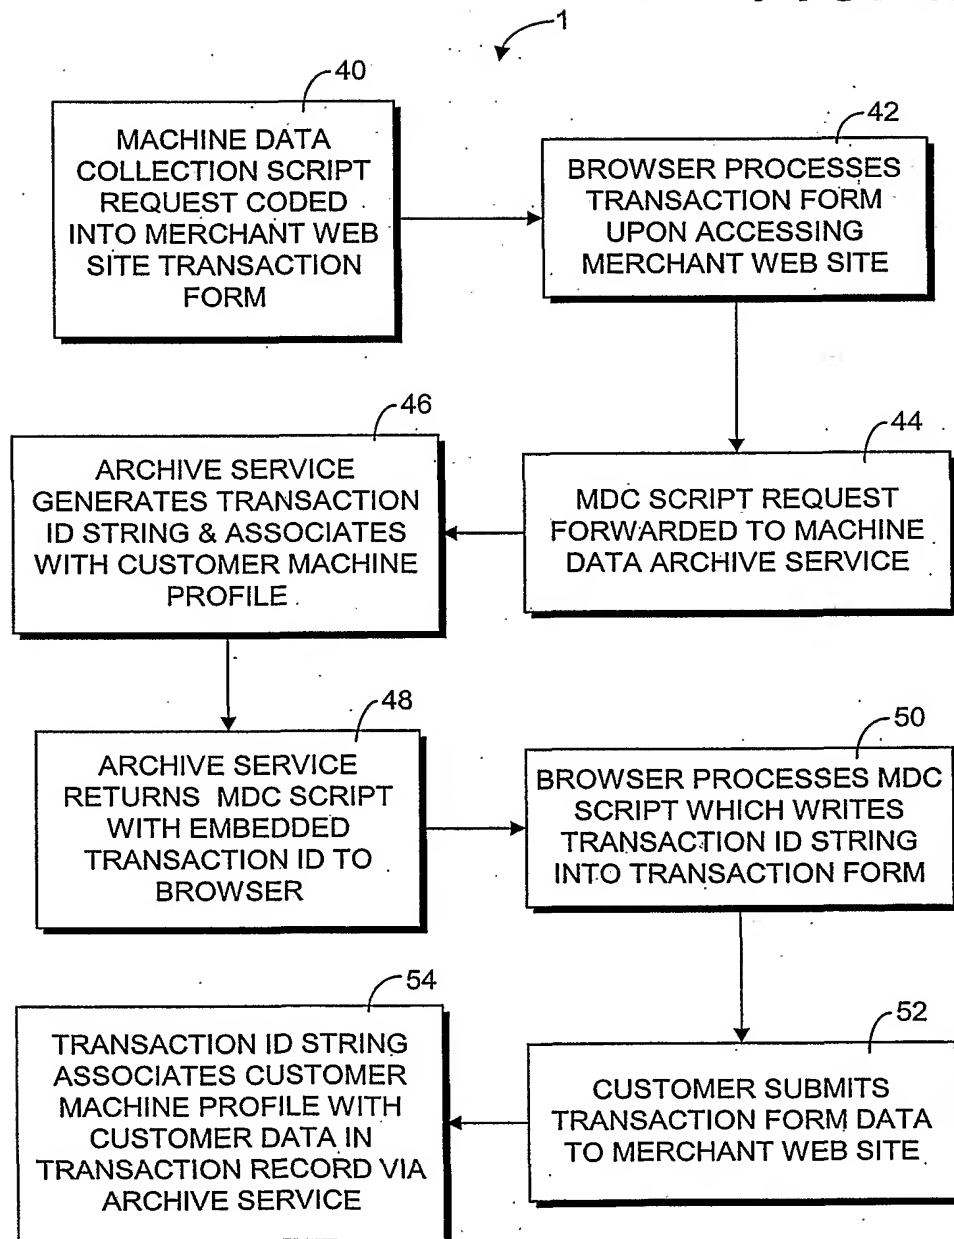 1
40
MACHINE DATA
COLLECTION SCRIPT
REQUEST CODED
INTO MERCHANT WEB
SITE TRANSACTION
FORM
42
BROWSER PROCESSES
TRANSACTION FORM
UPON ACCESSING
MERCHANT WEB SITE
44
MDC SCRIPT REQUEST
FORWARDED TO MACHINE
DATA ARCHIVE SERVICE
46
ARCHIVE SERVICE
GENERATES TRANSACTION
ID STRING & ASSOCIATES
WITH CUSTOMER MACHINE
PROFILE
48
ARCHIVE SERVICE
RETURNS MDC SCRIPT
WITH EMBEDDED
TRANSACTION ID TO
BROWSER
50
BROWSER PROCESSES MDC
SCRIPT WHICH WRITES
TRANSACTION ID STRING
INTO TRANSACTION FORM
52
CUSTOMER SUBMITS
TRANSACTION FORM DATA
TO MERCHANT WEB SITE
54
TRANSACTION ID STRING
ASSOCIATES CUSTOMER
MACHINE PROFILE WITH
CUSTOMER DATA IN
TRANSACTION RECORD VIA
ARCHIVE SERVICE